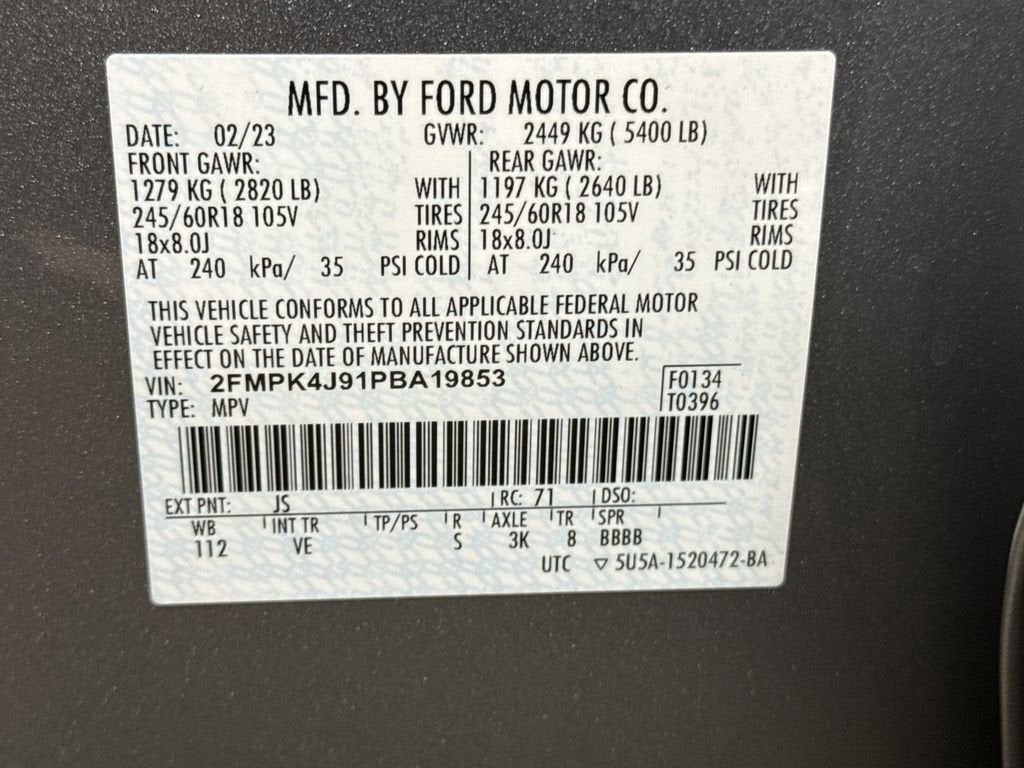 MFD. BY FORD MOTOR CO.
DATE: 02/23 GVWR: 2449 KG ( 5400 LB)
FRONT GAWR: REAR GAWR:
1279 KG ( 2820 LB) WITH 1197 KG ( 2640 LB) WITH
245/60R18 105V TIRES 245/60R18 105V TIRES
18x8.0J RIMS 18x8.0J RIMS
AT 240 kPa/ 35 PSI COLD AT 240 kPa/ 35 PSI COLD
THIS VEHICLE CONFORMS TO ALL APPLICABLE FEDERAL MOTOR
VEHICLE SAFETY AND THEFT PREVENTION STANDARDS IN
EFFECT ON THE DATE OF MANUFACTURE SHOWN ABOVE.
VIN: 2FMPK4J91PBA19853 F0134
TYPE: MPV T0396
EXT PNT: JS RC: 71 DSO:
WB INT TR TP/PS R AXLE TR SPR
112 VE S 3K 8 BBBB
UTC ▽ 5U5A-1520472-BA